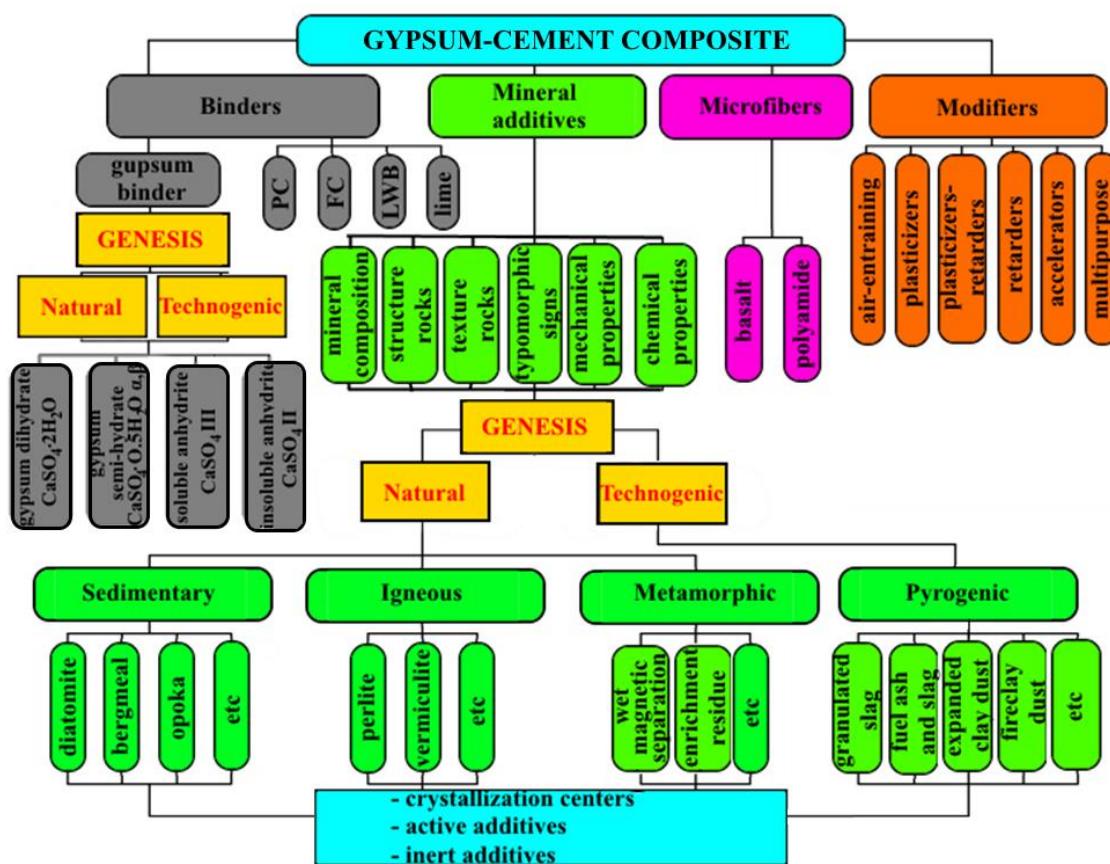 GYPSUM-CEMENT COMPOSITE
Binders
Mineral
additives
Microfibers
Modifiers
gupsum
binder
PC
FC
LWB
lime
GENESIS
Natural
Technogenic
gypsum dihydrate
CaSO₄·2H₂O
gypsum
semi-hydrate
CaSO₄·O.5H₂O α,β
soluble anhydrite
CaSO₄III
insoluble anhydrite
CaSO₄II
mineral
composition
structure
rocks
texture
rocks
typomorphic
signs
mechanical
properties
chemical
properties
basalt
polyamide
air-entraining
plasticizers
plasticizers-
retarders
retarders
accelerators
multipurpose
GENESIS
Natural
Technogenic
Sedimentary
Igneous
Metamorphic
Pyrogenic
diatomite
bergmeal
opoka
etc
perlite
vermiculite
etc
wet
magnetic
separation
enrichment
residue
etc
granulated
slag
fuel ash
and slag
expanded
clay dust
fireclay
dust
etc
- crystallization centers
- active additives
- inert additives